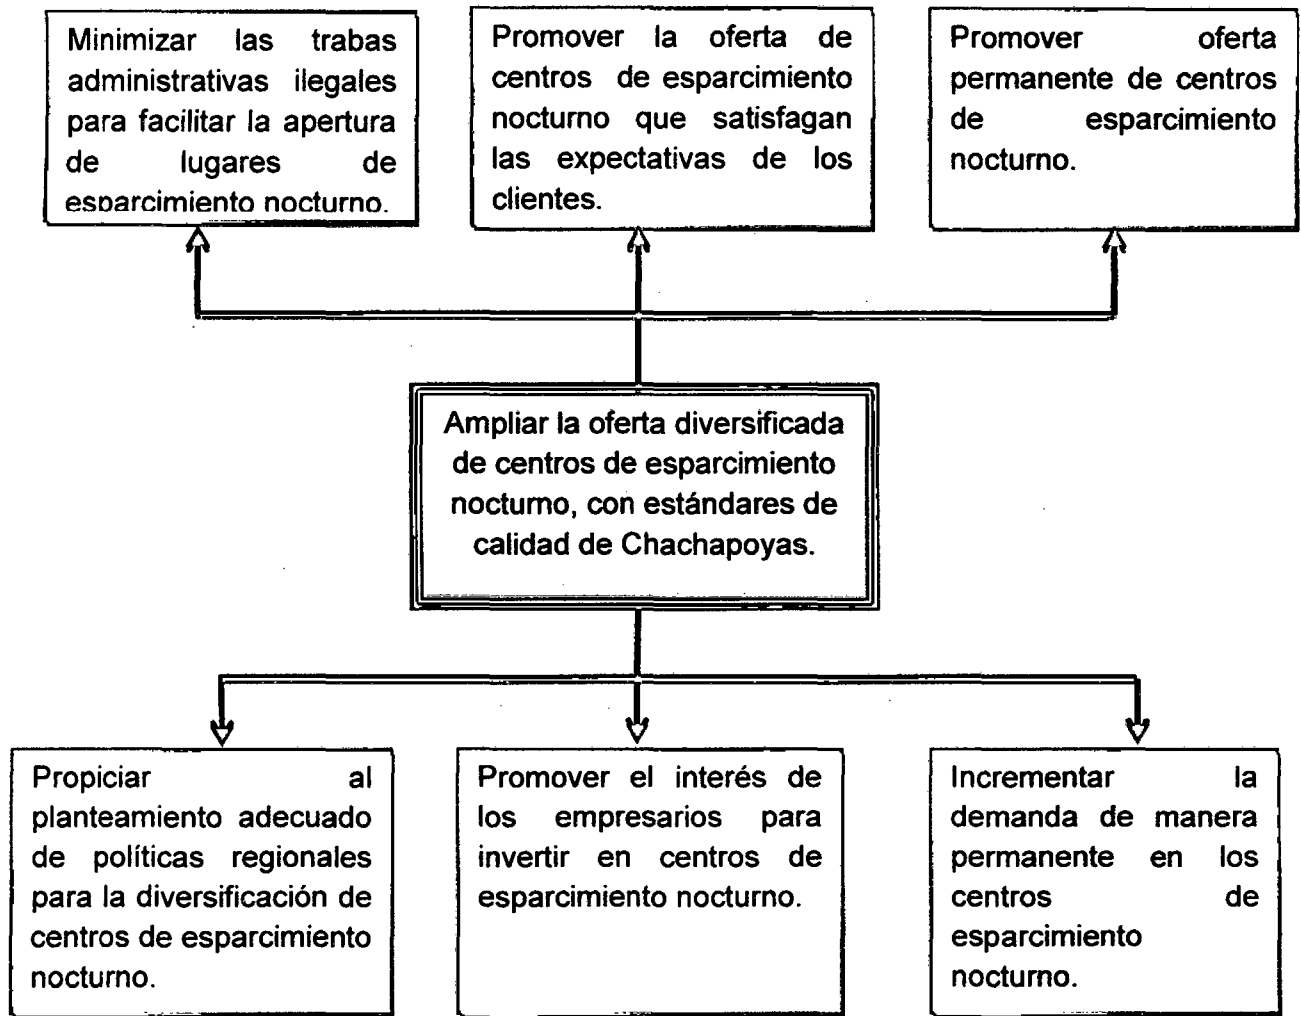 Minimizar las trabas
administrativas ilegales
para facilitar la apertura
de lugares de
esparcimiento nocturno.
Promover la oferta de
centros de esparcimiento
nocturno que satisfagan
las expectativas de los
clientes.
Promover oferta
permanente de centros
de esparcimiento
nocturno.
Ampliar la oferta diversificada
de centros de esparcimiento
nocturno, con estándares de
calidad de Chachapoyas.
Propiciar al
planteamiento adecuado
de políticas regionales
para la diversificación de
centros de esparcimiento
nocturno.
Promover el interés de
los empresarios para
invertir en centros de
esparcimiento nocturno.
Incrementar la
demanda de manera
permanente en los
centros de
esparcimiento
nocturno.